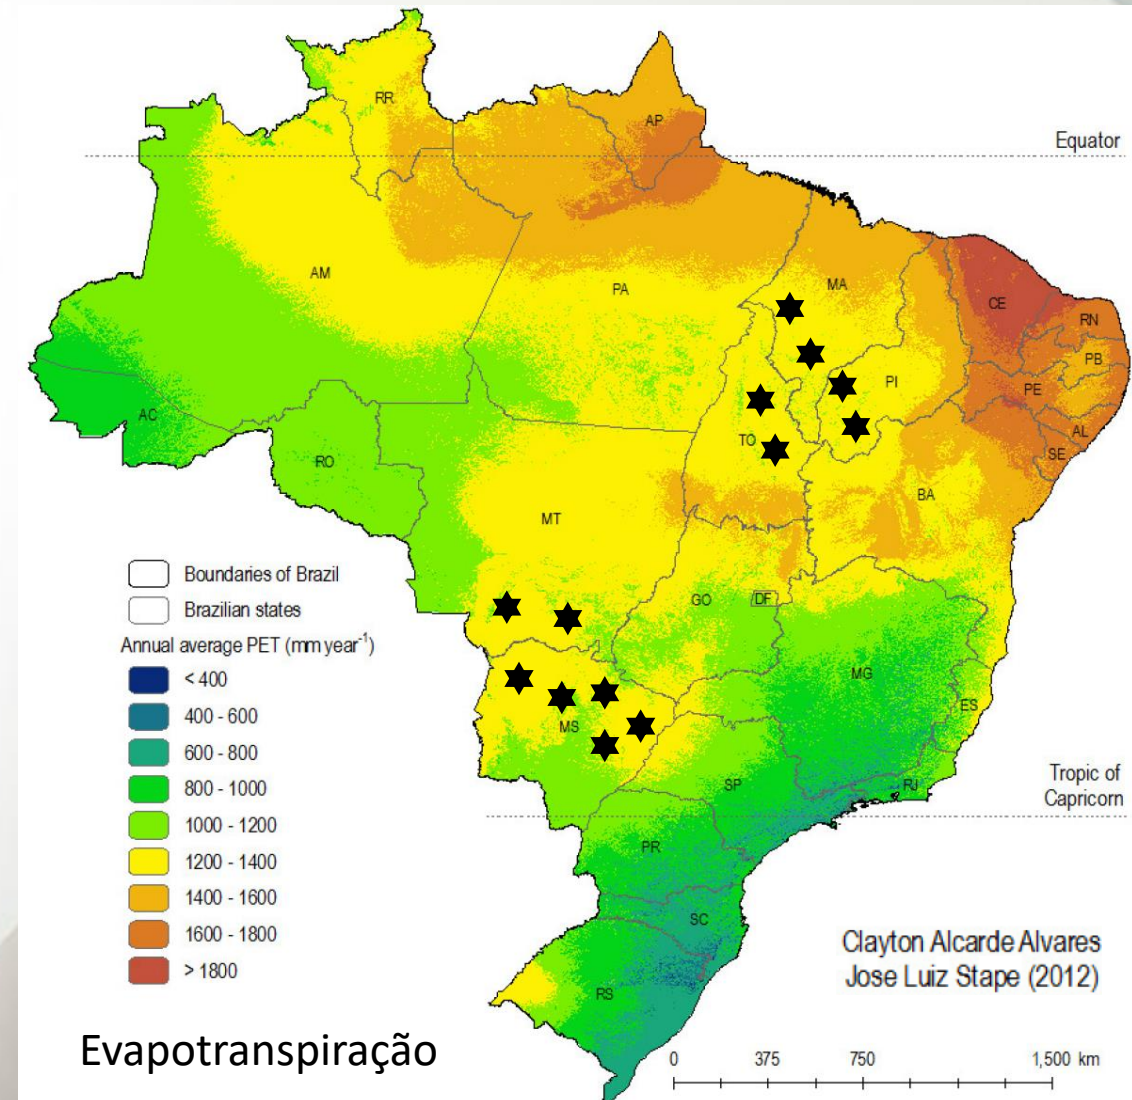 RR
AP
Equator
AM
PA
MA
CE
RN
PB
PI
PE
AC
AL
TO
SE
RO
BA
MT
GO
DF
MG
ES
MS
SP
RJ
PR
SC
RS
Boundaries of Brazil
Brazilian states
Annual average PET (mm year⁻¹)
< 400
400 - 600
600 - 800
800 - 1000
1000 - 1200
1200 - 1400
1400 - 1600
1600 - 1800
> 1800
Tropic of
Capricorn
Clayton Alcarde Alvares
Jose Luiz Stape (2012)
Evapotranspiração
0 375 750 1,500 km